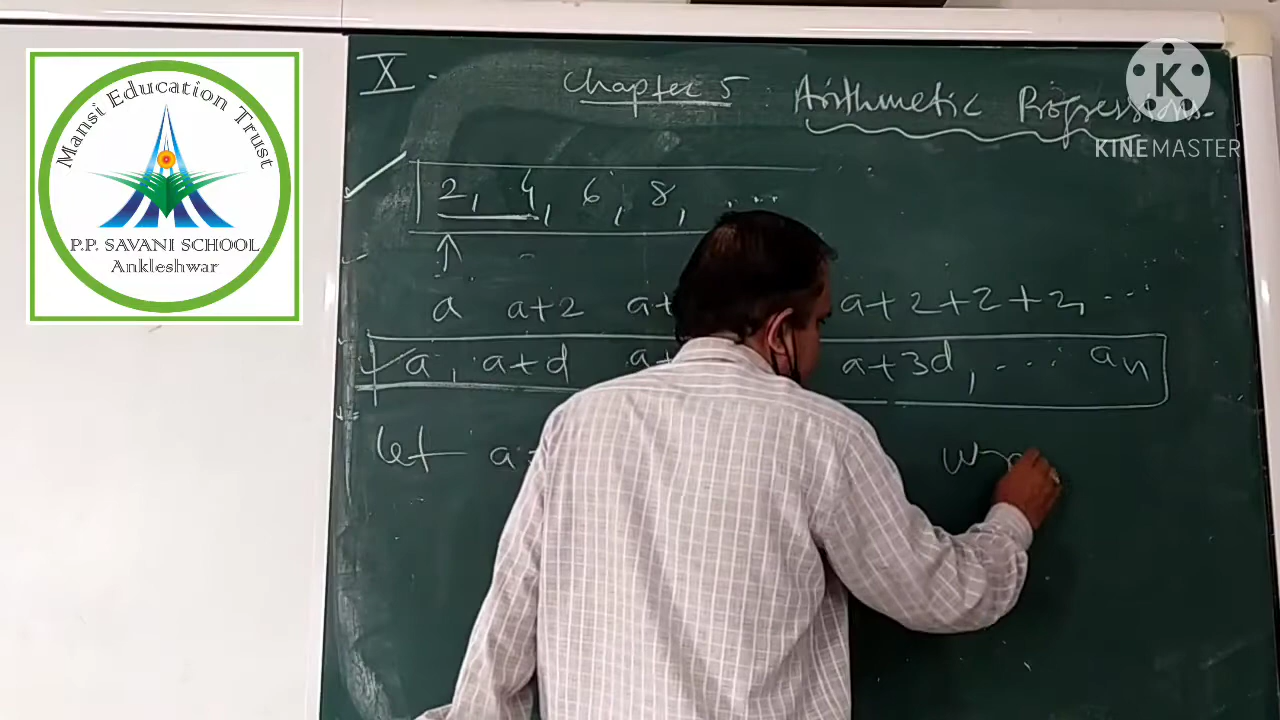 Mansi Education Trust
P.P. SAVANI SCHOOL
Ankleshwar
X.
Chapter 5 Arithmetic Progressions.
K
KINEMASTER
2, 4, 6, 8, ...
a a+2 a+ a+2+2+2, ...
a, a+d a+ a+3d, ... an
let a